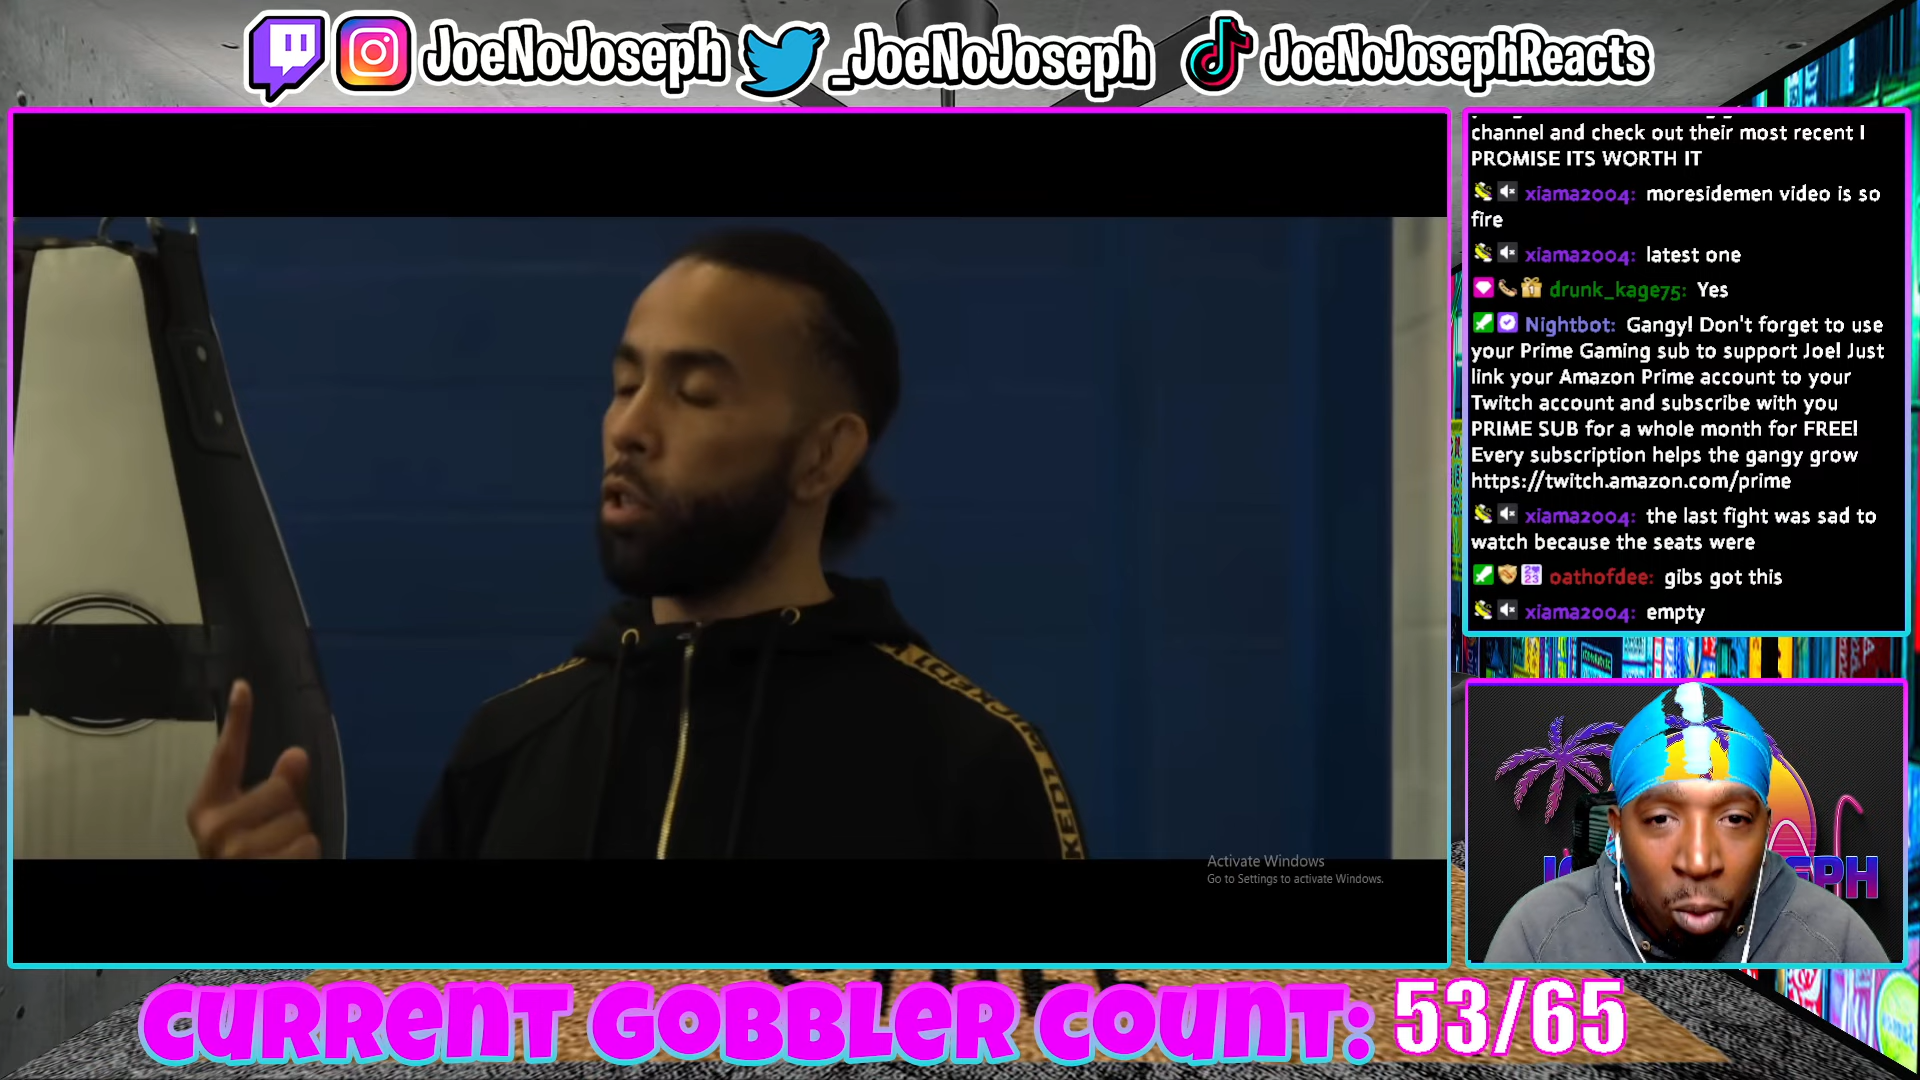 JoeNoJoseph _JoeNoJoseph JoeNoJosephReacts
channel and check out their most recent I
PROMISE ITS WORTH IT
xiama2004: moresidemen video is so
fire
xiama2004: latest one
drunk_kage75: Yes
Nightbot: Gangy! Don't forget to use
your Prime Gaming sub to support Joe! Just
link your Amazon Prime account to your
Twitch account and subscribe with you
PRIME SUB for a whole month for FREE!
Every subscription helps the gangy grow
https://twitch.amazon.com/prime
xiama2004: the last fight was sad to
watch because the seats were
oathofdee: gibs got this
xiama2004: empty
Activate Windows
Go to Settings to activate Windows.
CURRENT GOBBLER COUNT: 53/65